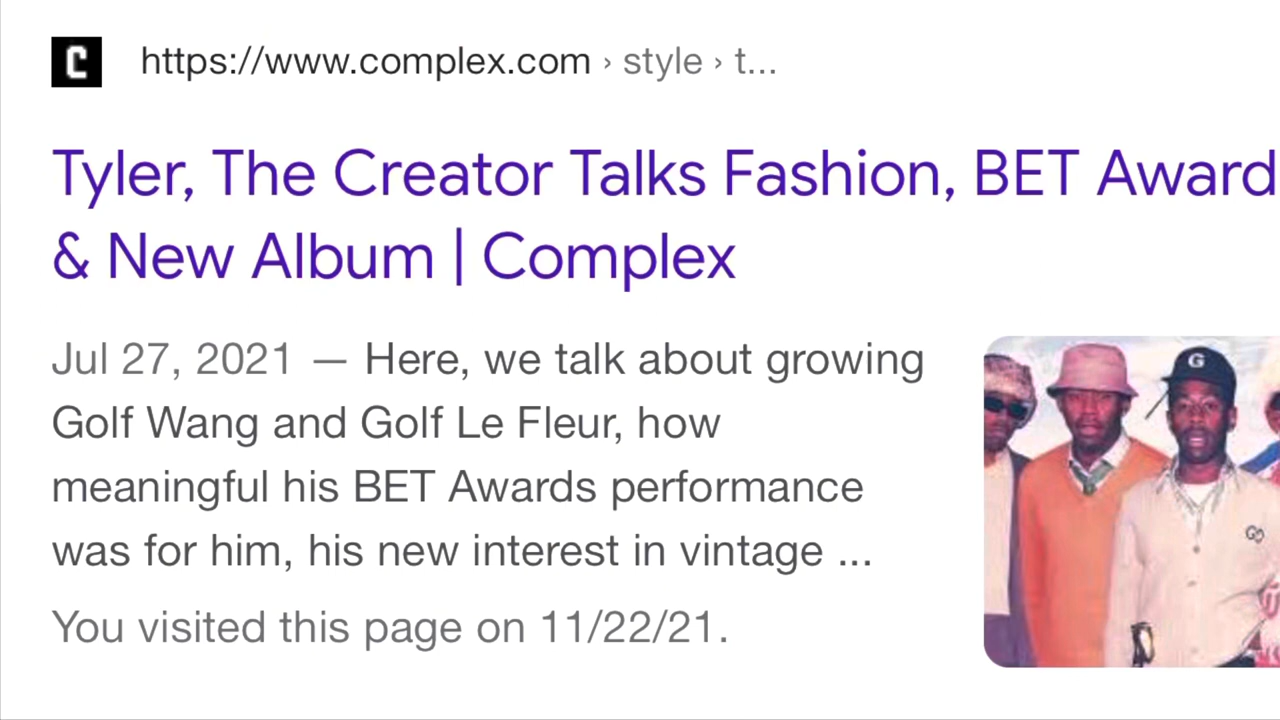 C
https://www.complex.com › style › t...
Tyler, The Creator Talks Fashion, BET Award
& New Album | Complex
Jul 27, 2021 — Here, we talk about growing
Golf Wang and Golf Le Fleur, how
meaningful his BET Awards performance
was for him, his new interest in vintage ...
You visited this page on 11/22/21.
G